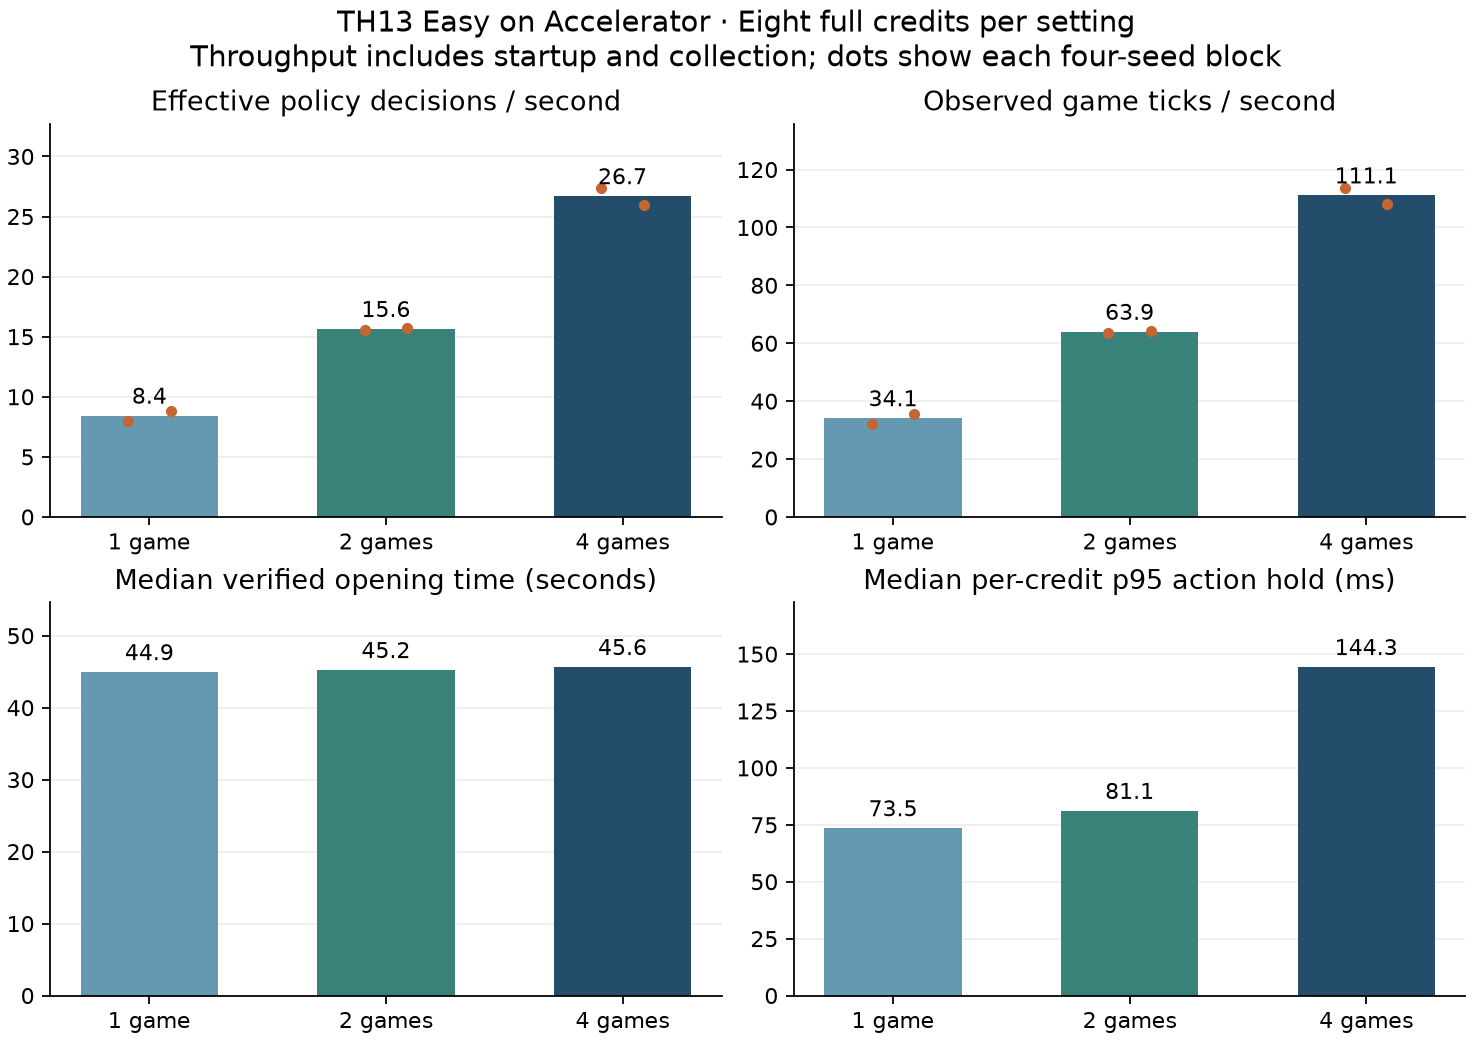 TH13 Easy on Accelerator · Eight full credits per setting
Throughput includes startup and collection; dots show each four-seed block
Effective policy decisions / second
30
25
20
15
10
5
0
8.4
15.6
26.7
1 game
2 games
4 games
Observed game ticks / second
120
100
80
60
40
20
0
34.1
63.9
111.1
1 game
2 games
4 games
Median verified opening time (seconds)
50
40
30
20
10
0
44.9
45.2
45.6
1 game
2 games
4 games
Median per-credit p95 action hold (ms)
150
125
100
75
50
25
0
73.5
81.1
144.3
1 game
2 games
4 games